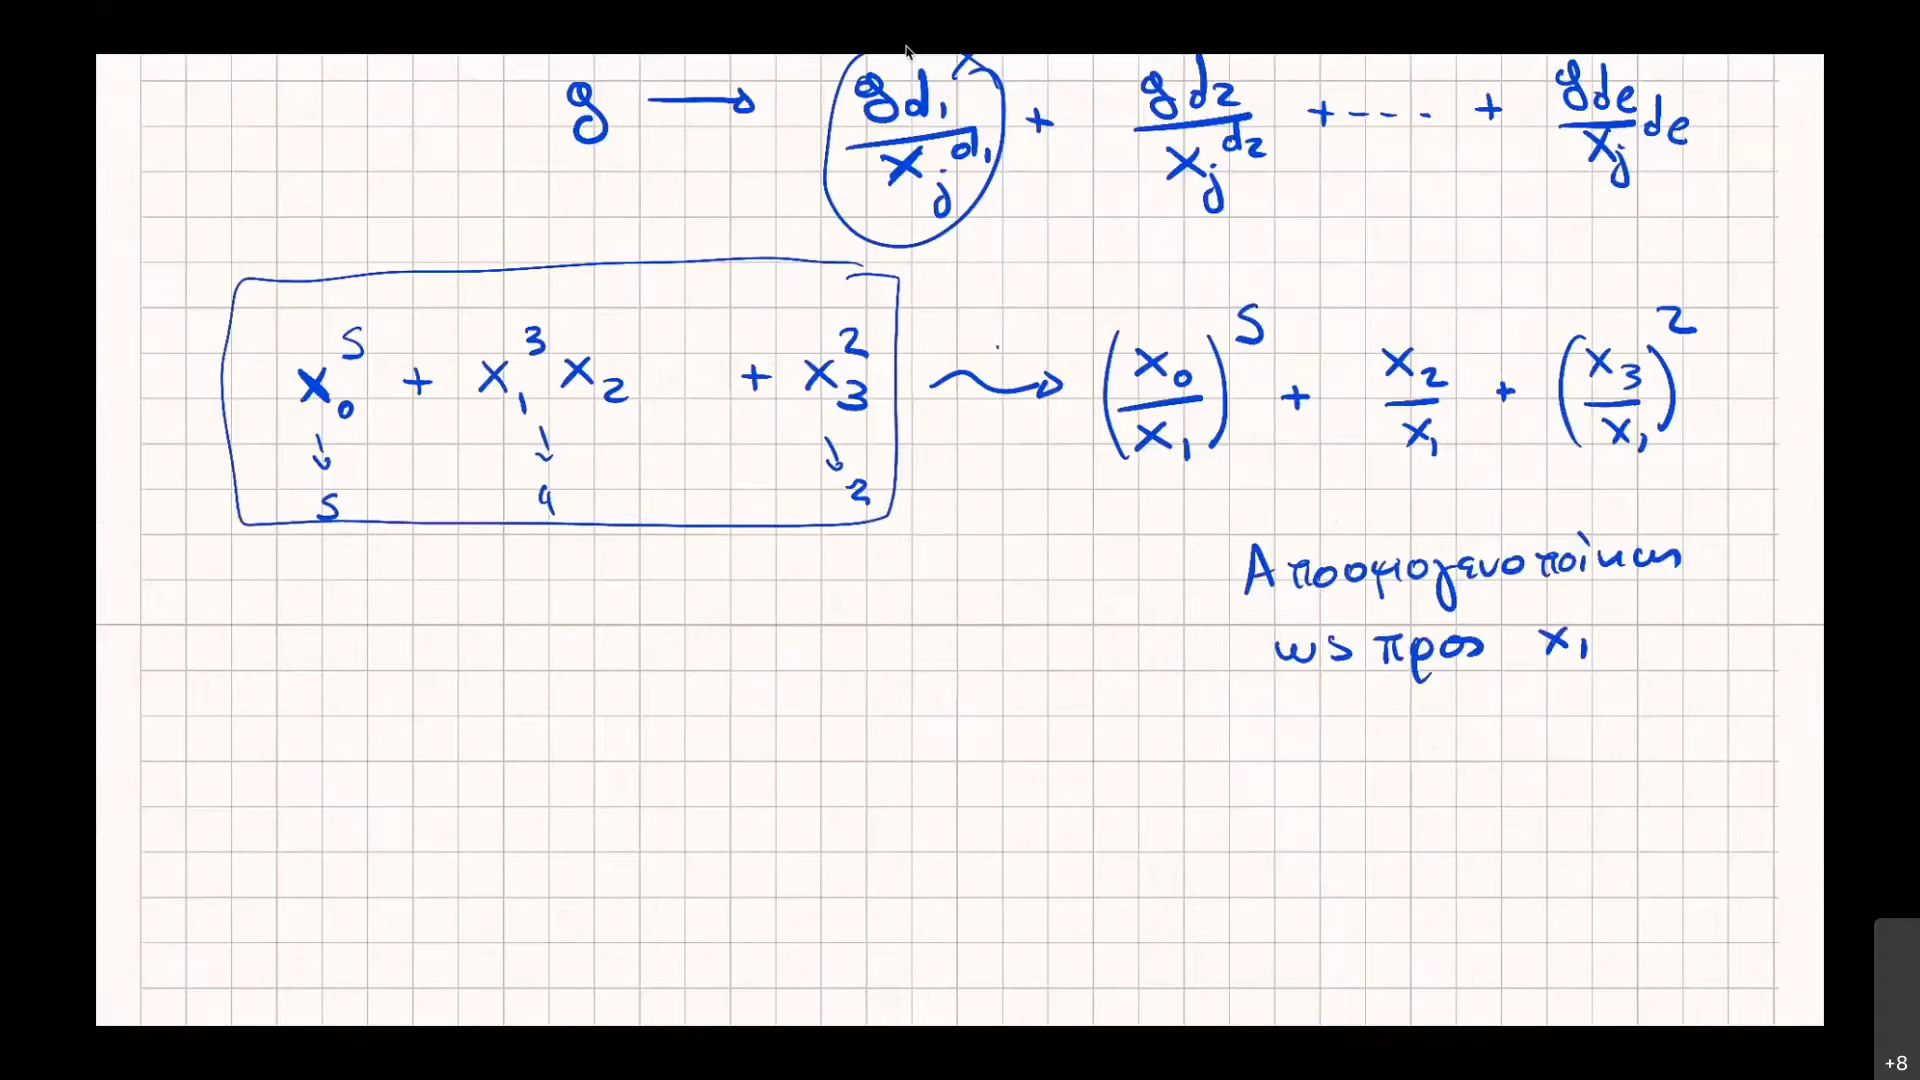 g → g_{d_1}/x_j^{d_1} + g_{d_2}/x_j^{d_2} + ---- + g_{d_e}/x_j^{d_e}
x_0^5 + x_1^3 x_2 + x_3^2 ⇝ (x_0/x_1)^5 + x_2/x_1 + (x_3/x_1)^2
↓ ↓ ↓
5 4 2
Αποομογενοποίηση
ως προς x_1
+8